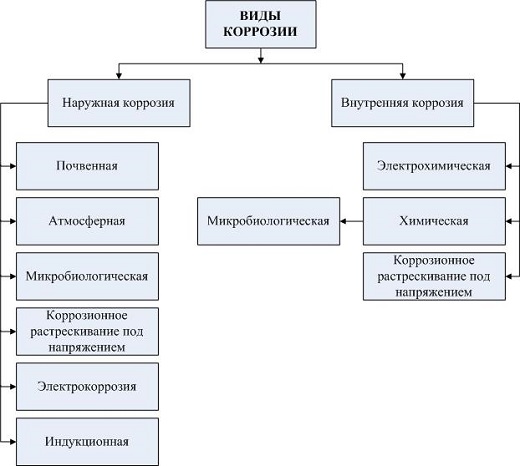 ВИДЫ
КОРРОЗИИ
Наружная коррозия
Внутренняя коррозия
Почвенная
Атмосферная
Микробиологическая
Коррозионное
растрескивание под
напряжением
Электрокоррозия
Индукционная
Электрохимическая
Химическая
Микробиологическая
Коррозионное
растрескивание под
напряжением